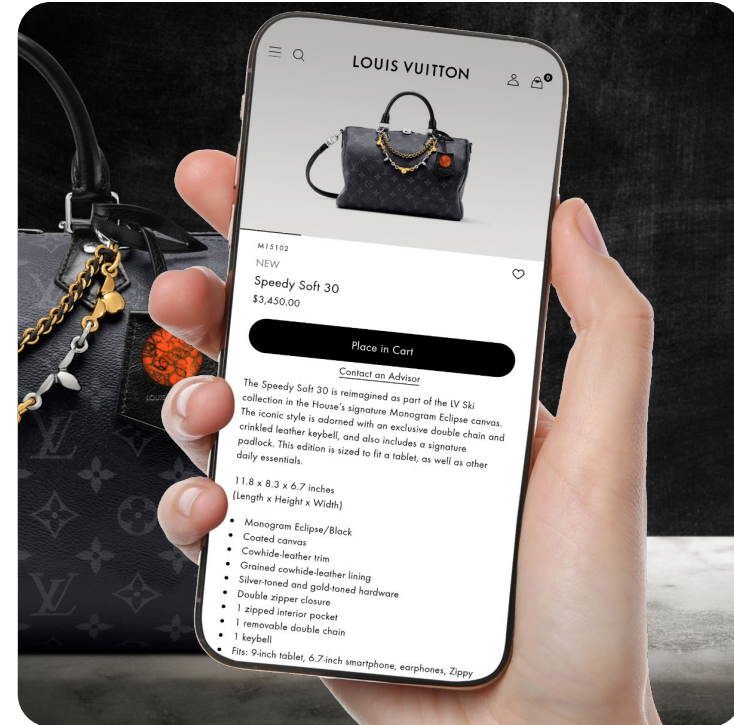 LOUIS VUITTON
0
M15102
NEW
Speedy Soft 30
$3,450.00
Place in Cart
Contact an Advisor
The Speedy Soft 30 is reimagined as part of the LV Ski
collection in the House's signature Monogram Eclipse canvas.
The iconic style is adorned with an exclusive double chain and
crinkled leather keybell, and also includes a signature
padlock. This edition is sized to fit a tablet, as well as other
daily essentials.
11.8 x 8.3 x 6.7 inches
(Length x Height x Width)
• Monogram Eclipse/Black
• Coated canvas
• Cowhide-leather trim
• Grained cowhide-leather lining
• Silver-toned and gold-toned hardware
• Double zipper closure
• 1 zipped interior pocket
• 1 removable double chain
• 1 keybell
• Fits: 9-inch tablet, 6.7-inch smartphone, earphones, Zippy
LV
LV